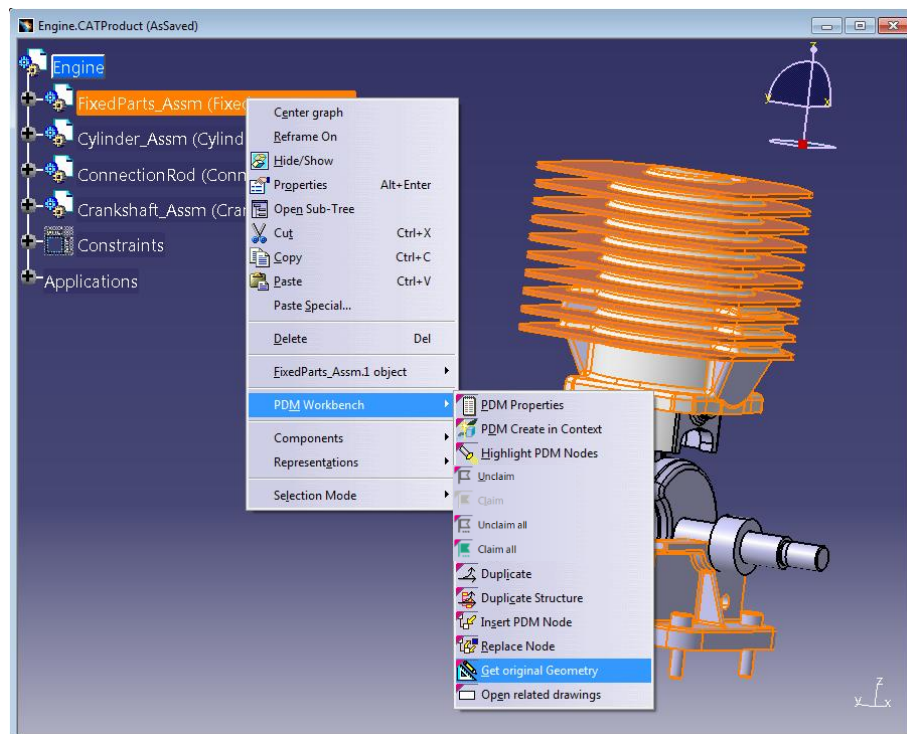 Engine.CATProduct (AsSaved)
Engine
FixedParts_Assm (Fixed
Cylinder_Assm (Cylind
ConnectionRod (Conn
Crankshaft_Assm (Cran
Constraints
Applications
Center graph
Reframe On
Hide/Show
Properties Alt+Enter
Open Sub-Tree
Cut Ctrl+X
Copy Ctrl+C
Paste Ctrl+V
Paste Special...
Delete Del
FixedParts_Assm.1 object
PDM Workbench
Components
Representations
Selection Mode
PDM Properties
PDM Create in Context
Highlight PDM Nodes
Unclaim
Claim
Unclaim all
Claim all
Duplicate
Duplicate Structure
Insert PDM Node
Replace Node
Get original Geometry
Open related drawings
z
y
x
z
y
x